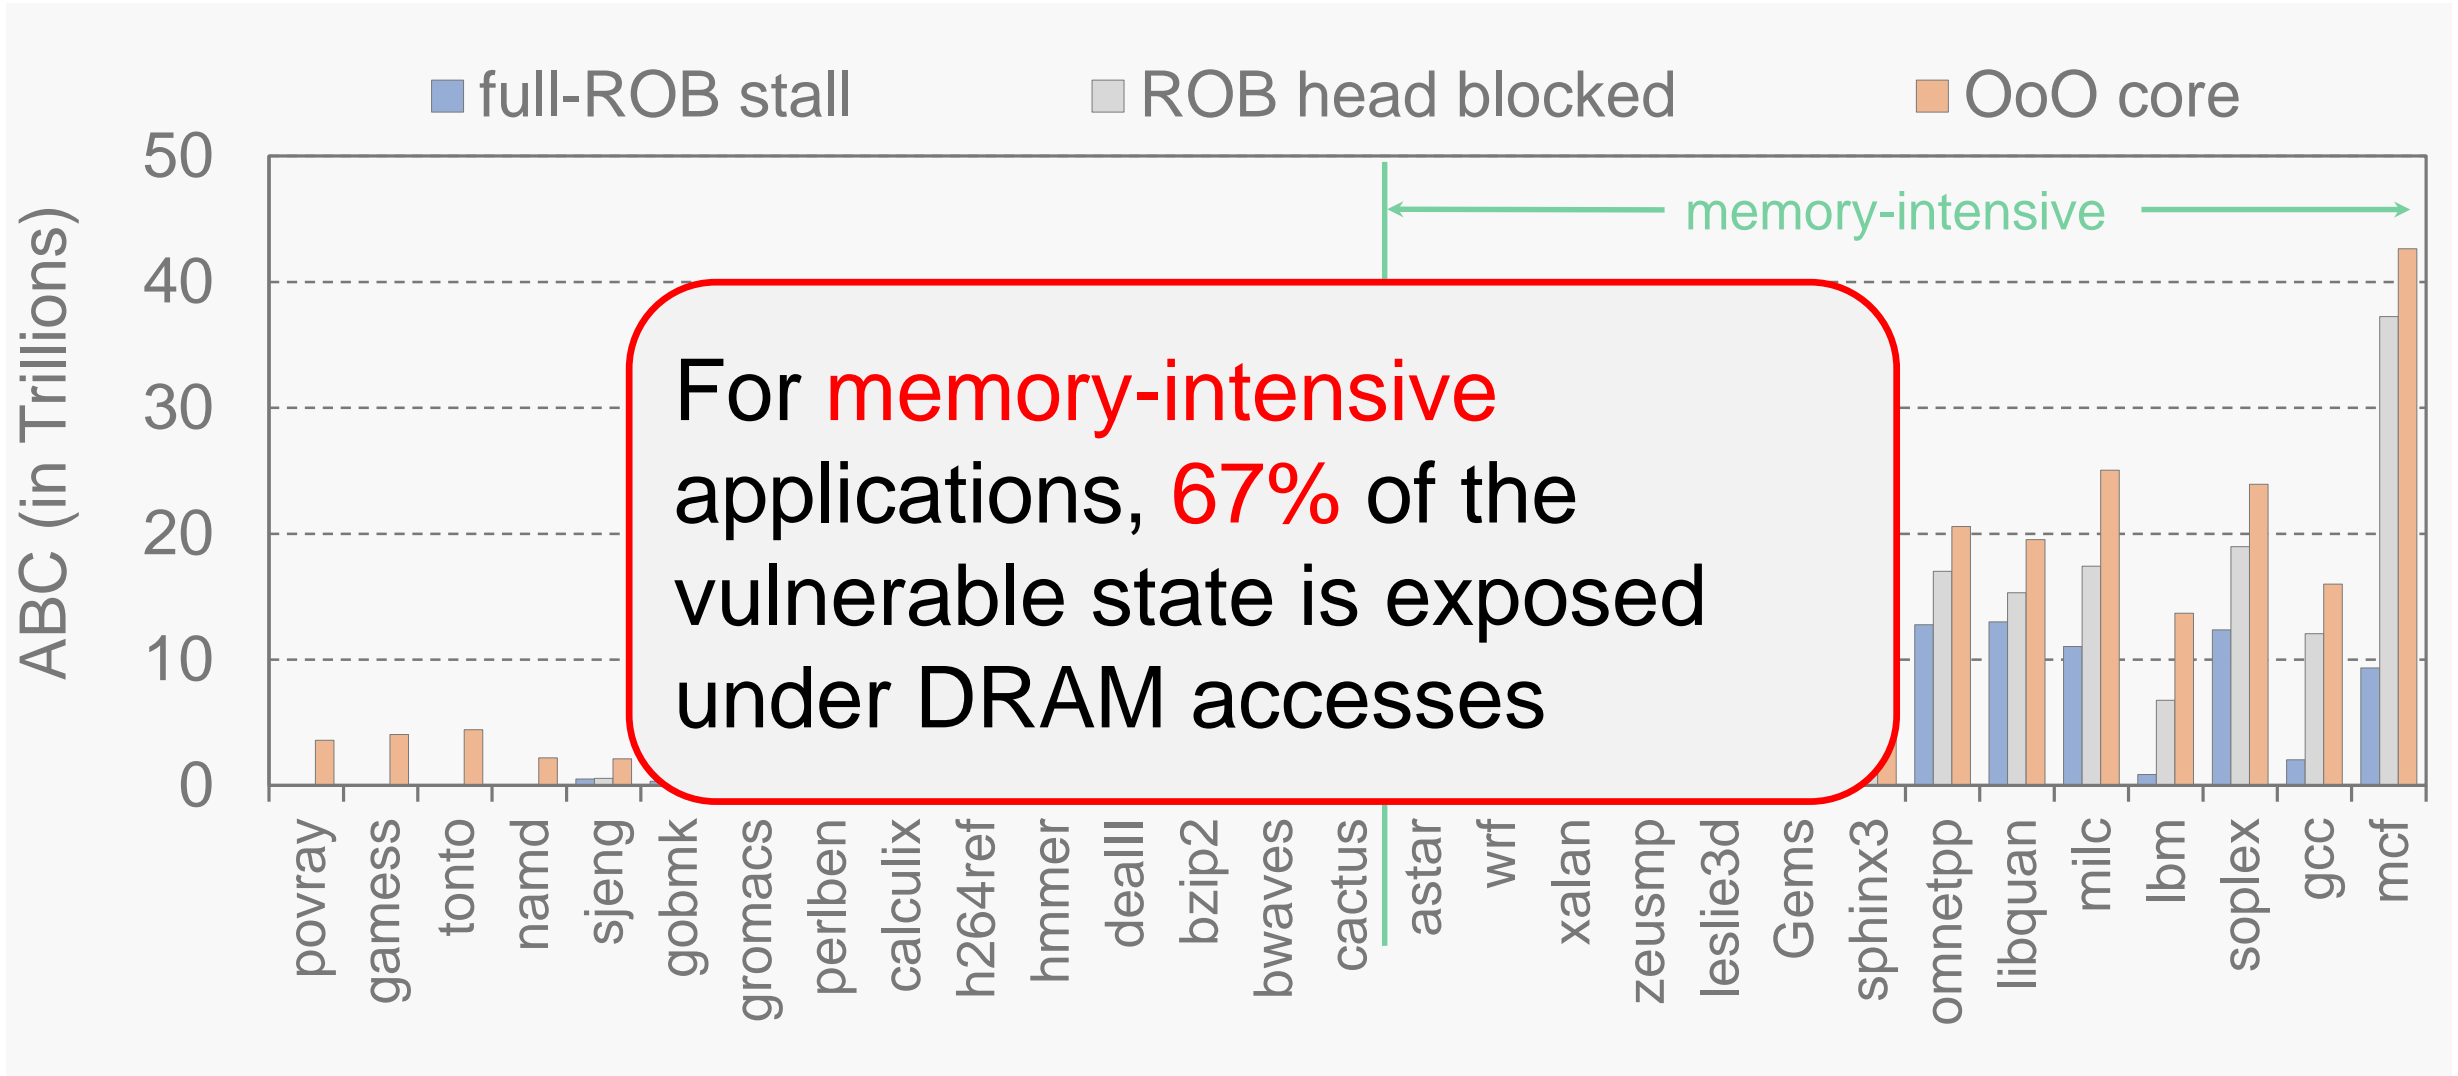 full-ROB stall ROB head blocked OoO core
ABC (in Trillions)
50
40
30
20
10
0
memory-intensive
For memory-intensive
applications, 67% of the
vulnerable state is exposed
under DRAM accesses
povray
gamess
tonto
namd
sjeng
gobmk
gromacs
perlben
calculix
h264ref
hmmer
dealII
bzip2
bwaves
cactus
astar
wrf
xalan
zeusmp
leslie3d
Gems
sphinx3
omnetpp
libquan
milc
lbm
soplex
gcc
mcf